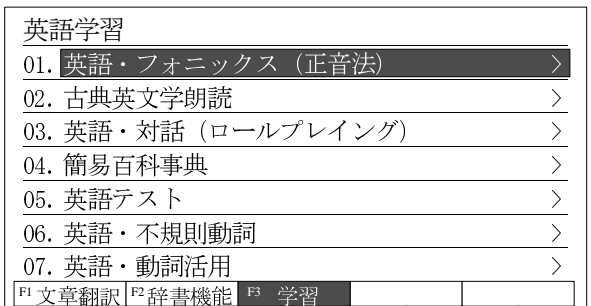 英語学習
01. 英語・フォニックス（正音法） 〉
02. 古典英文学朗読 〉
03. 英語・対話（ロールプレイング） 〉
04. 簡易百科事典 〉
05. 英語テスト 〉
06. 英語・不規則動詞 〉
07. 英語・動詞活用 〉
F1 文章翻訳 F2 辞書機能 F3 学習